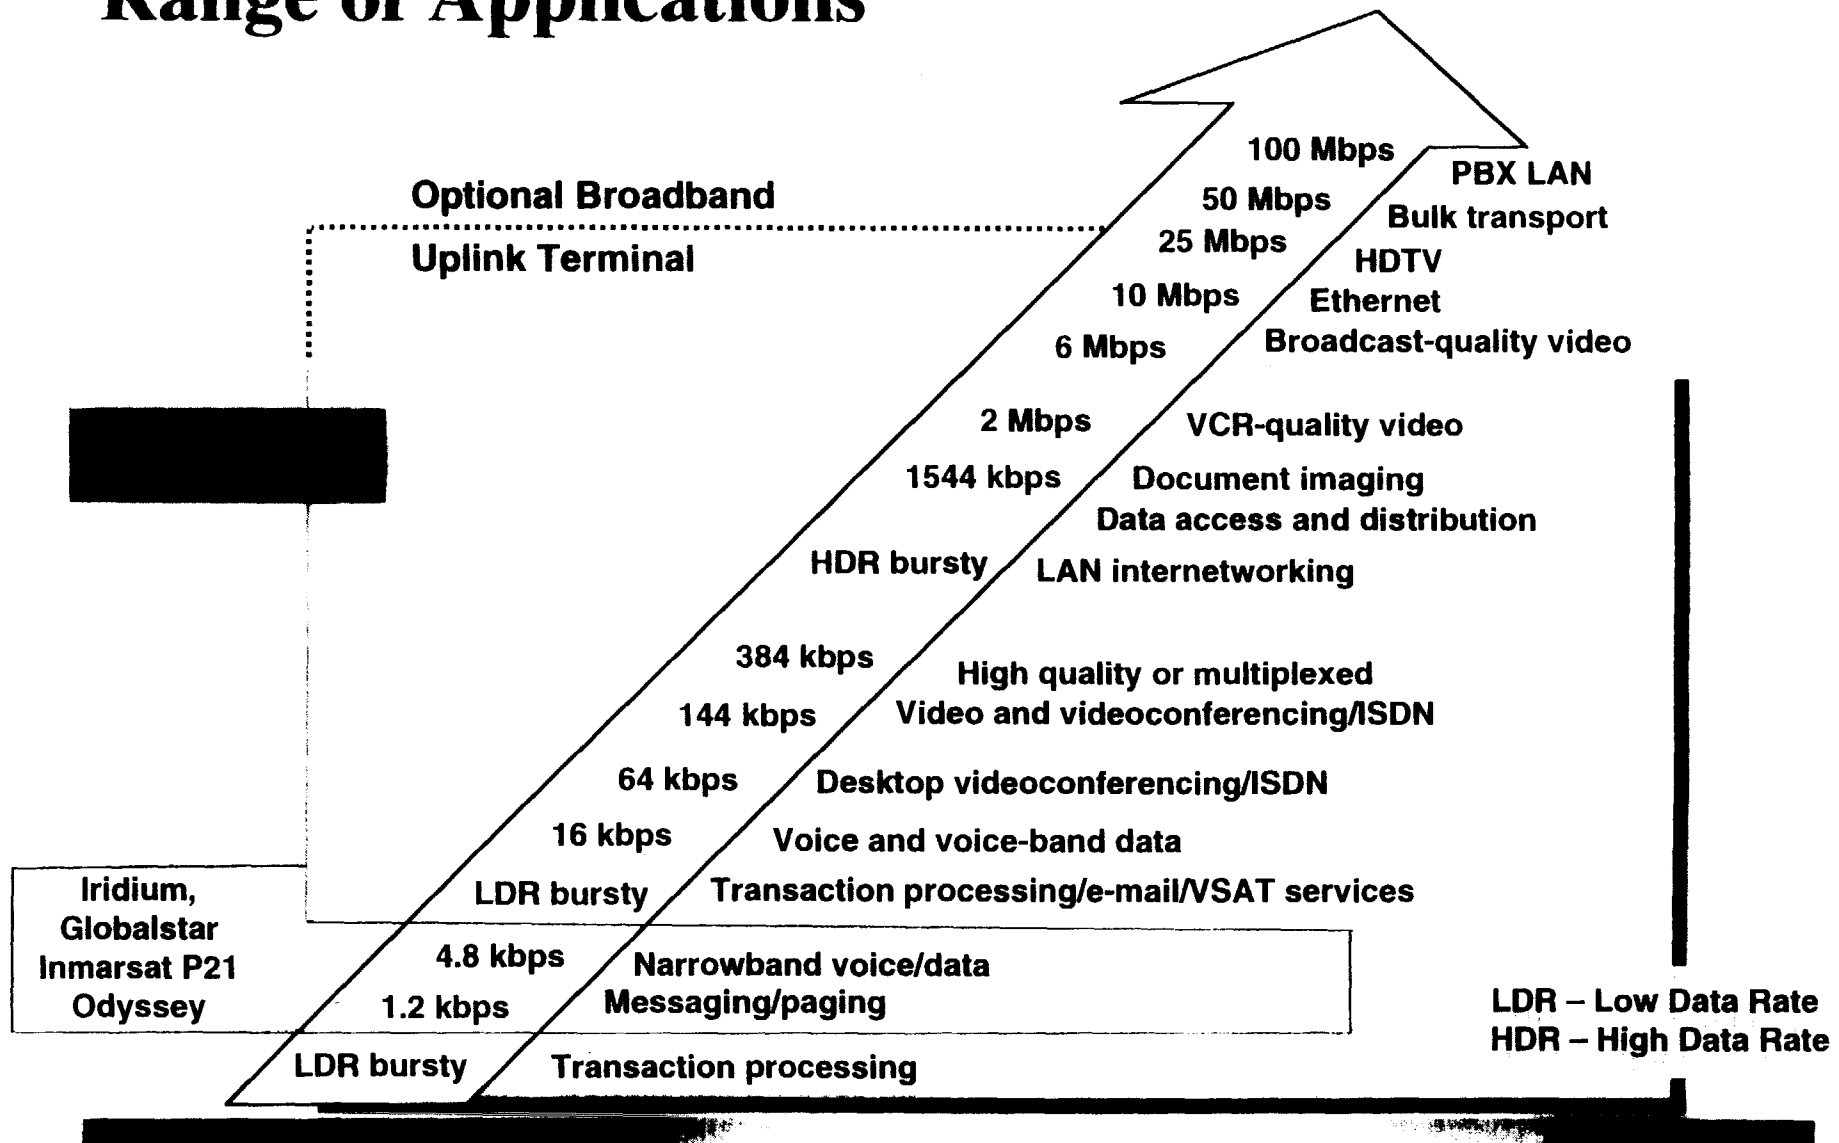 Range of Applications
100 Mbps
PBX LAN
Optional Broadband
50 Mbps
Bulk transport
Uplink Terminal
25 Mbps
HDTV
10 Mbps
Ethernet
6 Mbps
Broadcast-quality video
2 Mbps
VCR-quality video
1544 kbps
Document imaging
Data access and distribution
HDR bursty
LAN internetworking
384 kbps
High quality or multiplexed
144 kbps
Video and videoconferencing/ISDN
64 kbps
Desktop videoconferencing/ISDN
16 kbps
Voice and voice-band data
LDR bursty
Transaction processing/e-mail/VSAT services
Iridium,
Globalstar
Inmarsat P21
Odyssey
4.8 kbps
Narrowband voice/data
1.2 kbps
Messaging/paging
LDR bursty
Transaction processing
LDR – Low Data Rate
HDR – High Data Rate